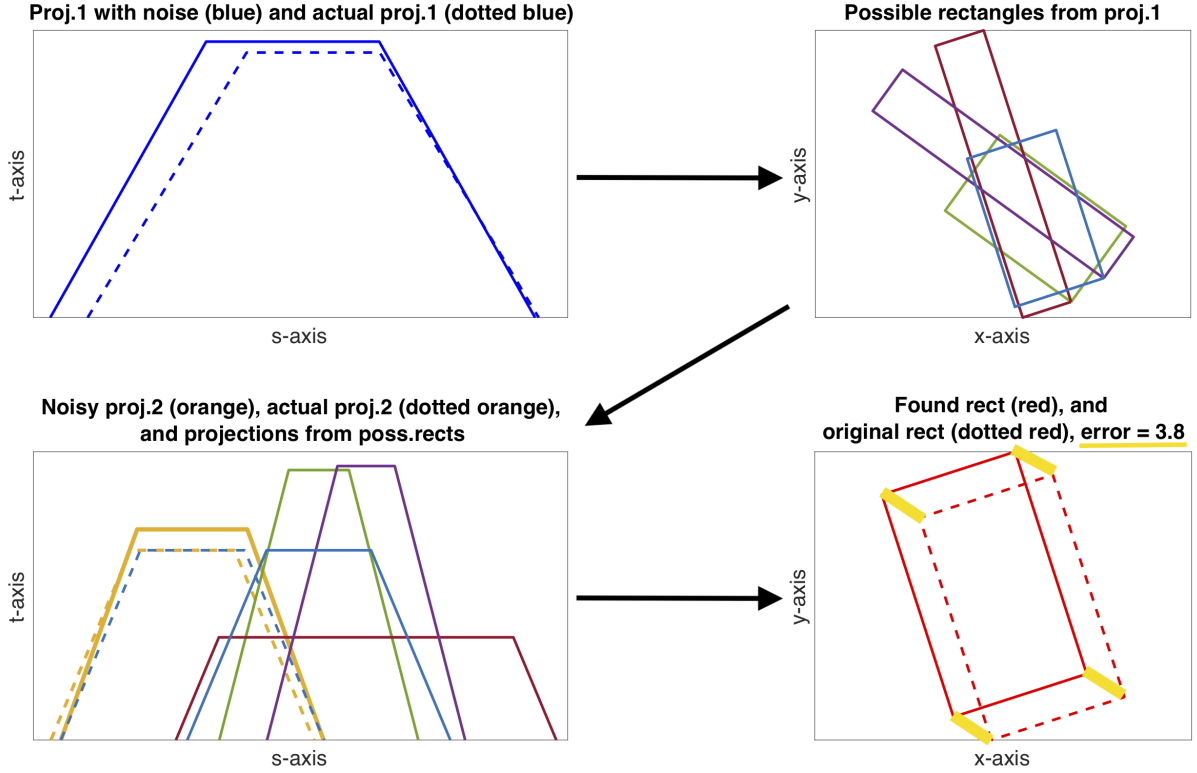 Proj.1 with noise (blue) and actual proj.1 (dotted blue)
t-axis
s-axis
Possible rectangles from proj.1
y-axis
x-axis
Noisy proj.2 (orange), actual proj.2 (dotted orange),
and projections from poss.rects
t-axis
s-axis
Found rect (red), and
original rect (dotted red), error = 3.8
y-axis
x-axis